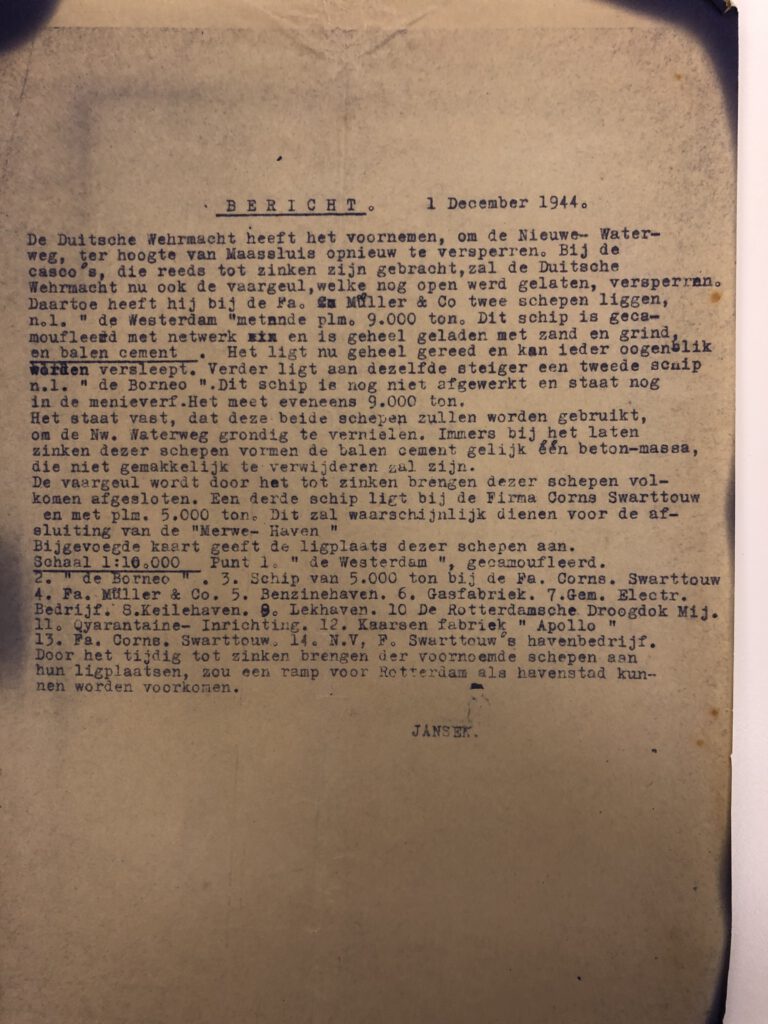 BERICHT. 1 December 1944.
De Duitsche Wehrmacht heeft het voornemen, om de Nieuwe- Water-
weg, ter hoogte van Maassluis opnieuw te versperren. Bij de
casco's, die reeds tot zinken zijn gebracht,zal de Duitsche
Wehrmacht nu ook de vaargeul,welke nog open werd gelaten, versperran.
Daartoe heeft hij bij de Fa. Müller & Co twee schepen liggen,
n.l. " de Westerdam "metande plm. 9.000 ton. Dit schip is geca-
moufleerd met netwerk en is geheel geladen met zand en grind,
en balen cement . Het ligt nu geheel gereed en kan ieder oogenblik
worden versleept. Verder ligt aan dezelfde steiger een tweede schip
n.l. " de Borneo ".Dit schip is nog niet afgewerkt en staat nog
in de menieverf.Het meet eveneens 9.000 ton.
Het staat vast, dat deze beide schepen zullen worden gebruikt,
om de Nw. Waterweg grondig te vernielen. Immers bij het laten
zinken dezer schepen vormen de balen cement gelijk één beton-massa,
die niet gemakkelijk te verwijderen zal zijn.
De vaargeul wordt door het tot zinken brengen dezer schepen vol-
komen afgesloten. Een derde schip ligt bij de Firma Corns Swarttouw
en met plm. 5.000 ton. Dit zal waarschijnlijk dienen voor de af-
sluiting van de "Merwe- Haven "
Bijgevoegde kaart geeft de ligplaats dezer schepen aan.
Schaal 1:10.000 Punt 1. " de Westerdam ", gecamoufleerd.
2. " de Borneo " . 3. Schip van 5.000 ton bij de Fa. Corns. Swarttouw
4. Fa. Müller & Co. 5. Benzinehaven. 6. Gasfabriek. 7.Gem. Electr.
Bedrijf. 8.Keilehaven. 9. Lekhaven. 10 De Rotterdamsche Droogdok Mij.
11. Qyarantaine- Inrichting. 12. Kaarsen fabriek " Apollo "
13. Fa. Corns. Swarttouw. 14. N.V, F. Swarttouw's havenbedrijf.
Door het tijdig tot zinken brengen der voornoemde schepen aan
hun ligplaatsen, zou een ramp voor Rotterdam als havenstad kun-
nen worden voorkomen.
JANSEK.